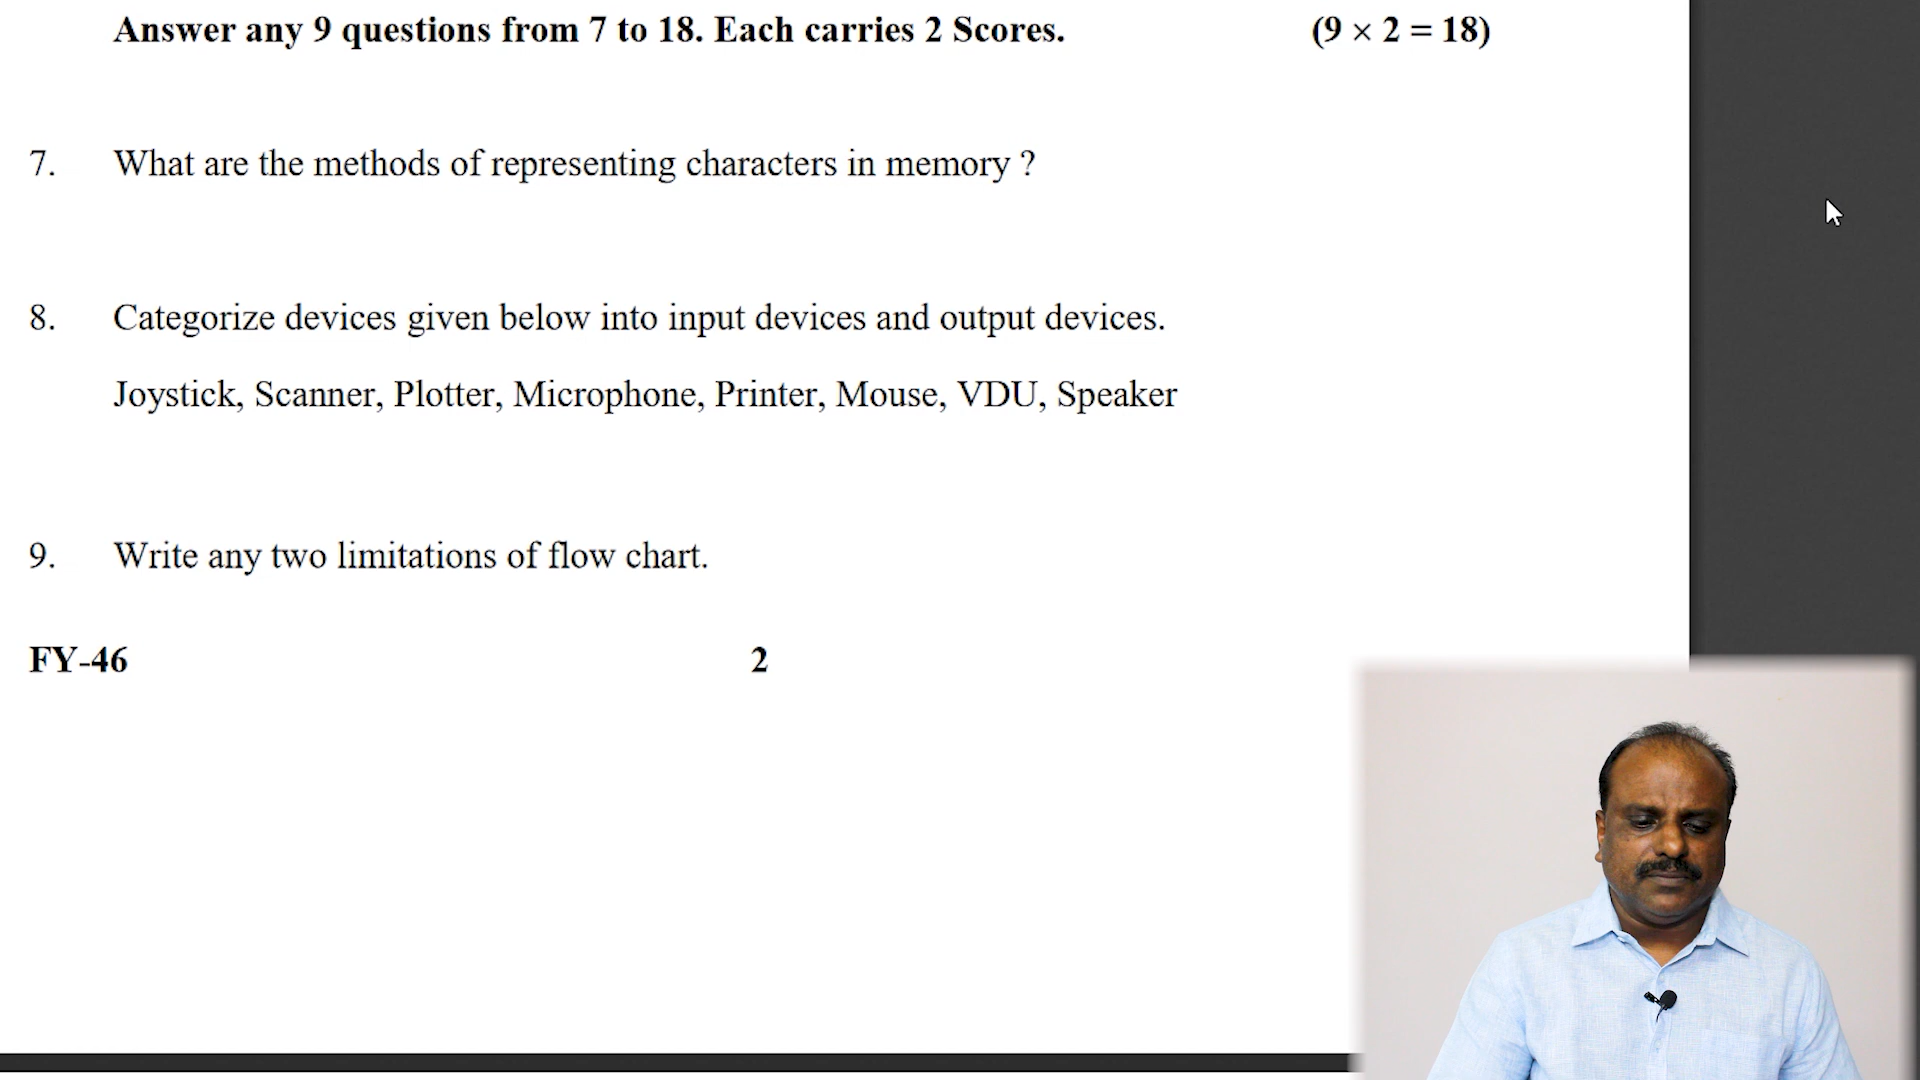 Answer any 9 questions from 7 to 18. Each carries 2 Scores. (9 × 2 = 18)
7. What are the methods of representing characters in memory ?
8. Categorize devices given below into input devices and output devices.
Joystick, Scanner, Plotter, Microphone, Printer, Mouse, VDU, Speaker
9. Write any two limitations of flow chart.
FY-46 2